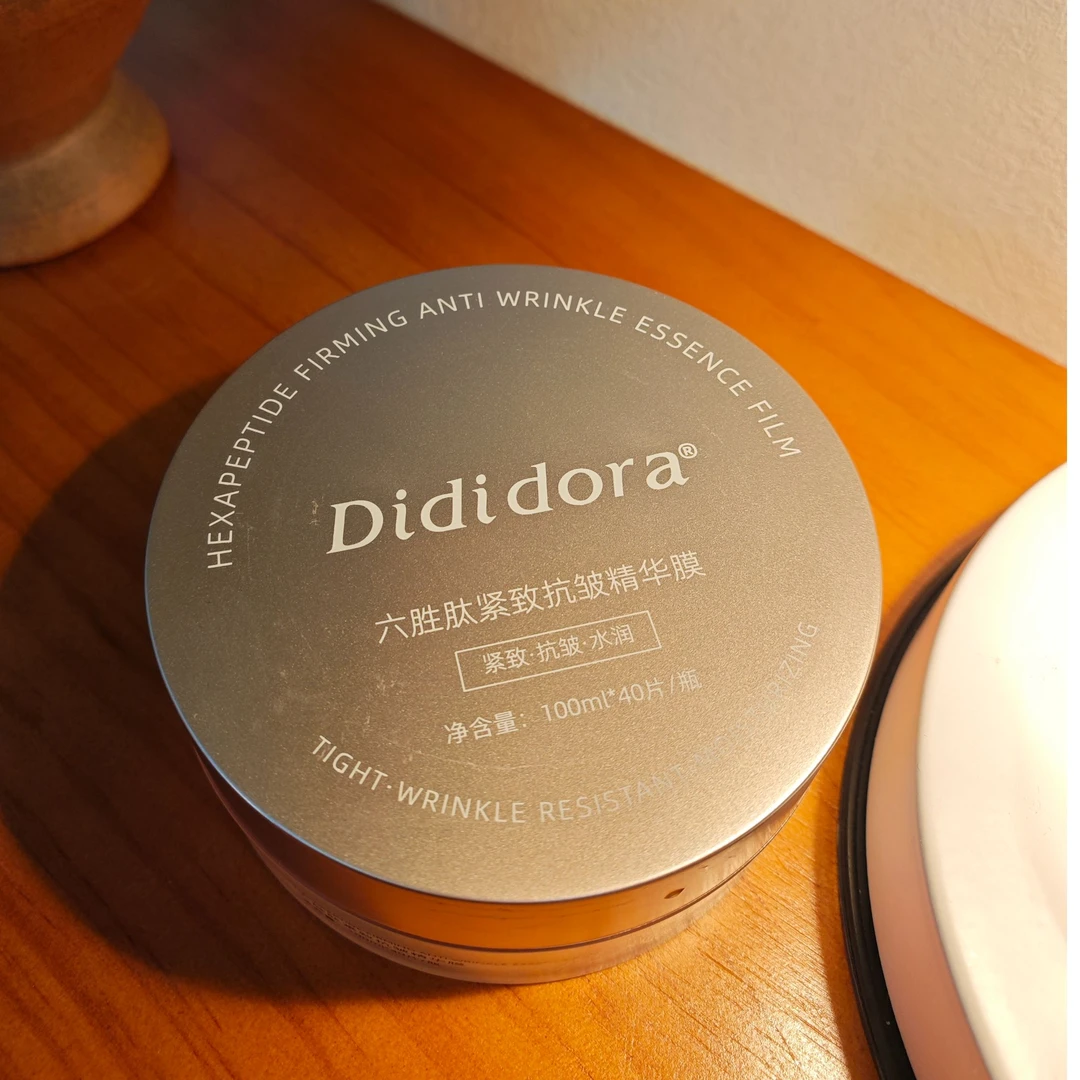 HEXAPEPTIDE FIRMING ANTI WRINKLE ESSENCE FILM
Dididora®
六胜肽紧致抗皱精华膜
紧致·抗皱·水润
净含量：100ml*40片/瓶
TIGHT·WRINKLE RESISTANT